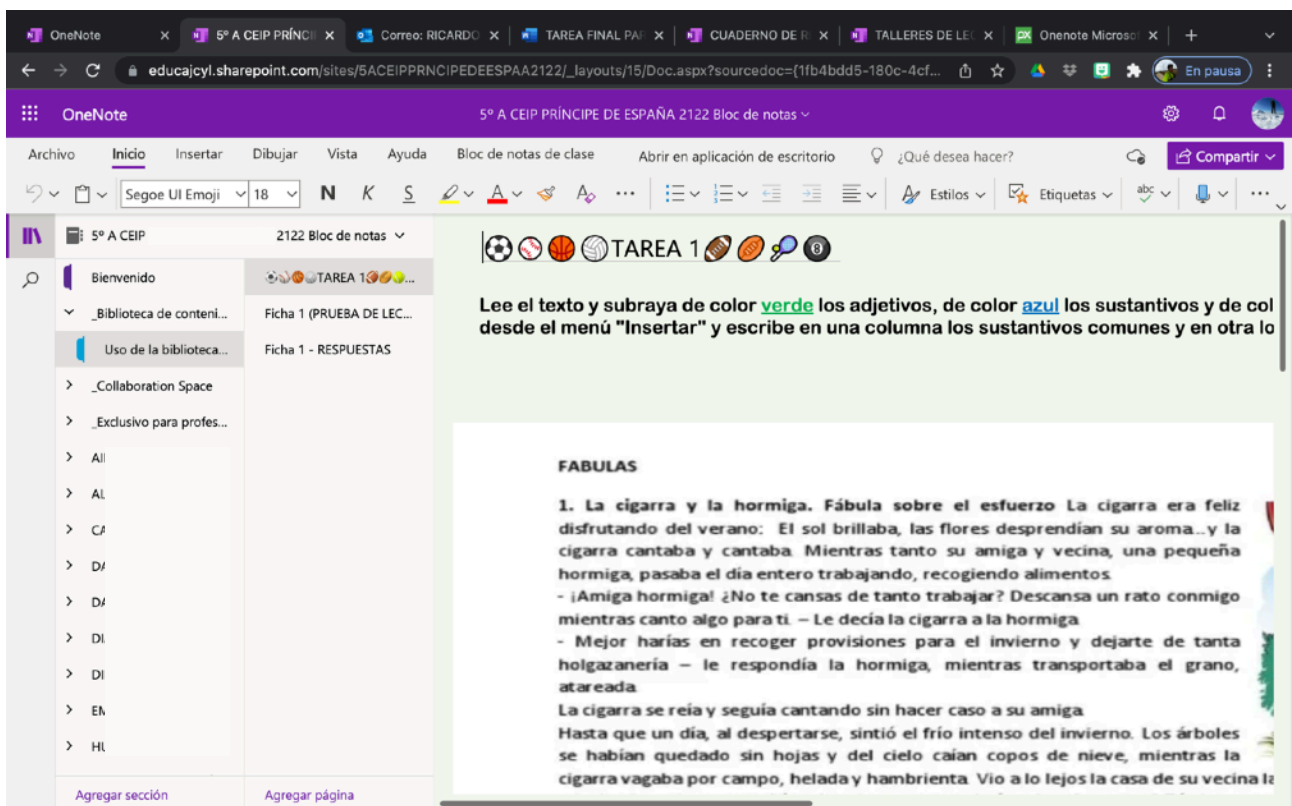 OneNote
5º A CEIP PRÍNCI
Correo: RICARDO
TAREA FINAL PAR
CUADERNO DE R
TALLERES DE LEC
Onenote Microsof
educajcyl.sharepoint.com/sites/5ACEIPPRNCIPEDEESPAA2122/_layouts/15/Doc.aspx?sourcedoc={1fb4bdd5-180c-4cf...
En pausa
OneNote
5º A CEIP PRÍNCIPE DE ESPAÑA 2122 Bloc de notas
Archivo Inicio Insertar Dibujar Vista Ayuda Bloc de notas de clase Abrir en aplicación de escritorio ¿Qué desea hacer? Compartir
Segoe UI Emoji 18 N K S A A ... Estilos Etiquetas abc ...
5º A CEIP 2122 Bloc de notas
Bienvenido
_Biblioteca de conteni...
Uso de la biblioteca...
_Collaboration Space
_Exclusivo para profes...
AL
CA
DI
EN
Agregar sección
⚽⚾🏀🏐TAREA 1🏈🏉🎾...
Ficha 1 (PRUEBA DE LEC...
Ficha 1 - RESPUESTAS
Agregar página
⚽⚾🏀🏐TAREA 1🏈🏉🎾🎱
Lee el texto y subraya de color verde los adjetivos, de color azul los sustantivos y de col
desde el menú "Insertar" y escribe en una columna los sustantivos comunes y en otra lo
FABULAS
1. La cigarra y la hormiga. Fábula sobre el esfuerzo La cigarra era feliz
disfrutando del verano: El sol brillaba, las flores desprendían su aroma...y la
cigarra cantaba y cantaba. Mientras tanto su amiga y vecina, una pequeña
hormiga, pasaba el día entero trabajando, recogiendo alimentos.
- ¡Amiga hormiga! ¿No te cansas de tanto trabajar? Descansa un rato conmigo
mientras canto algo para ti. – Le decía la cigarra a la hormiga.
- Mejor harías en recoger provisiones para el invierno y dejarte de tanta
holgazanería – le respondía la hormiga, mientras transportaba el grano,
atareada.
La cigarra se reía y seguía cantando sin hacer caso a su amiga.
Hasta que un día, al despertarse, sintió el frío intenso del invierno. Los árboles
se habían quedado sin hojas y del cielo caían copos de nieve, mientras la
cigarra vagaba por campo, helada y hambrienta. Vio a lo lejos la casa de su vecina la